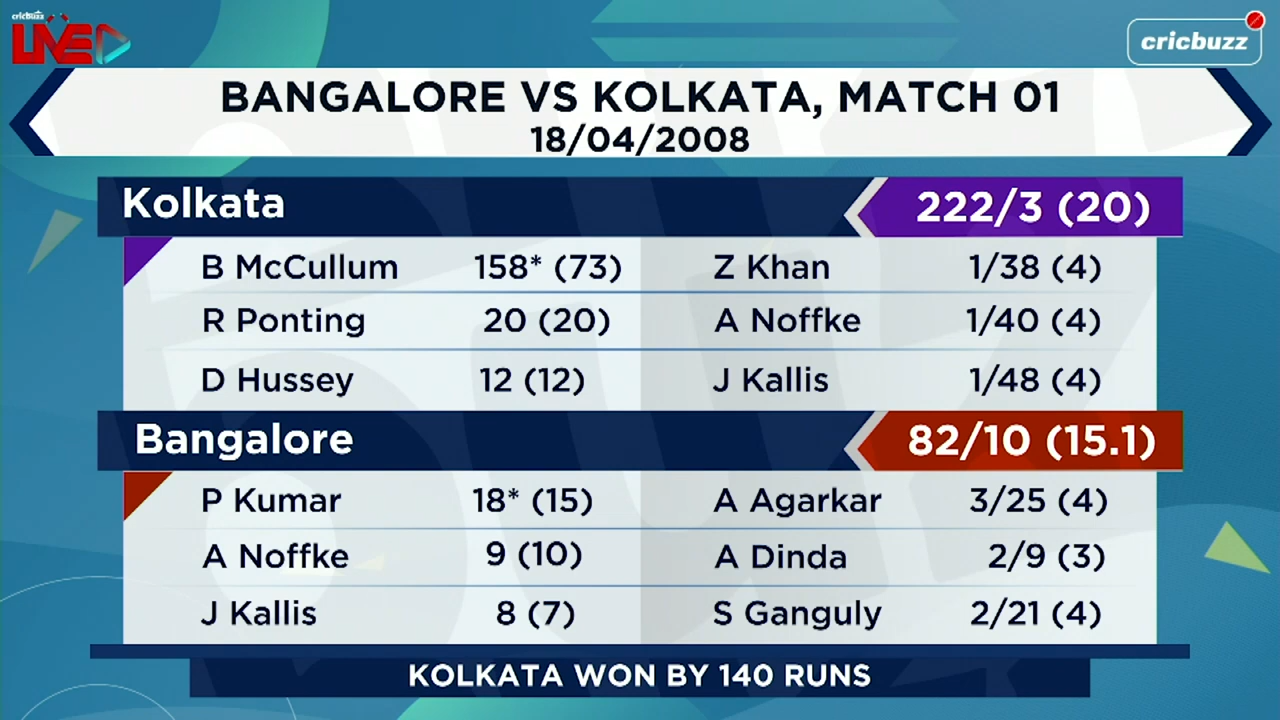 cricbuzz
LIVE
cricbuzz
BANGALORE VS KOLKATA, MATCH 01
18/04/2008
Kolkata 222/3 (20)
B McCullum 158* (73) Z Khan 1/38 (4)
R Ponting 20 (20) A Noffke 1/40 (4)
D Hussey 12 (12) J Kallis 1/48 (4)
Bangalore 82/10 (15.1)
P Kumar 18* (15) A Agarkar 3/25 (4)
A Noffke 9 (10) A Dinda 2/9 (3)
J Kallis 8 (7) S Ganguly 2/21 (4)
KOLKATA WON BY 140 RUNS